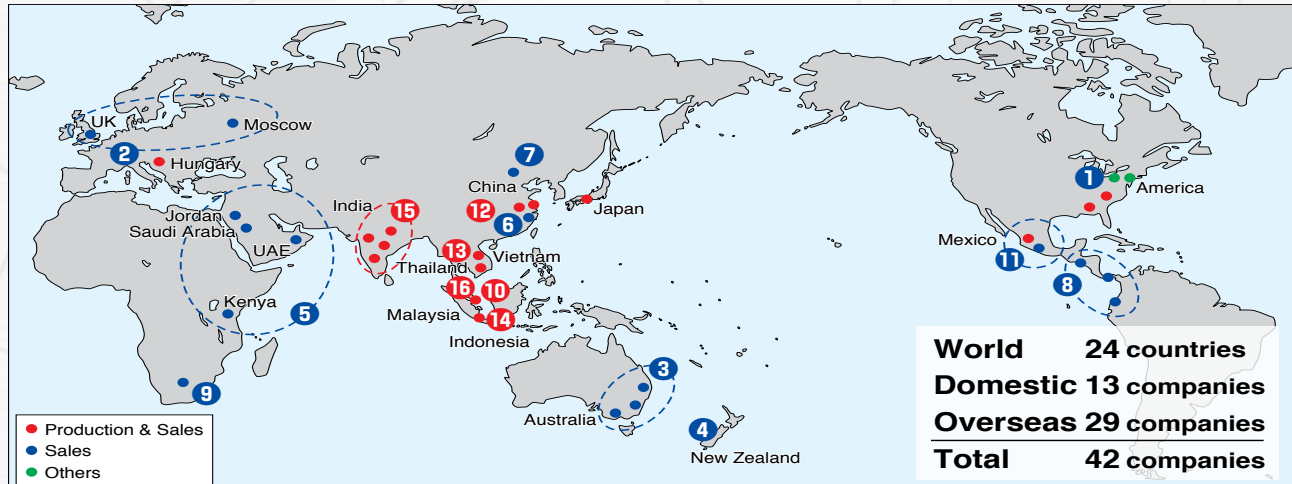 UK
Moscow
2
Hungary
7
China
1
America
Jordan
Saudi Arabia
UAE
India
15
12
6
Japan
13
Vietnam
Thailand
Mexico
11
8
16
10
Malaysia
14
Indonesia
Kenya
5
9
3
Australia
4
New Zealand
World 24 countries
Domestic 13 companies
Overseas 29 companies
Total 42 companies
Production & Sales
Sales
Others